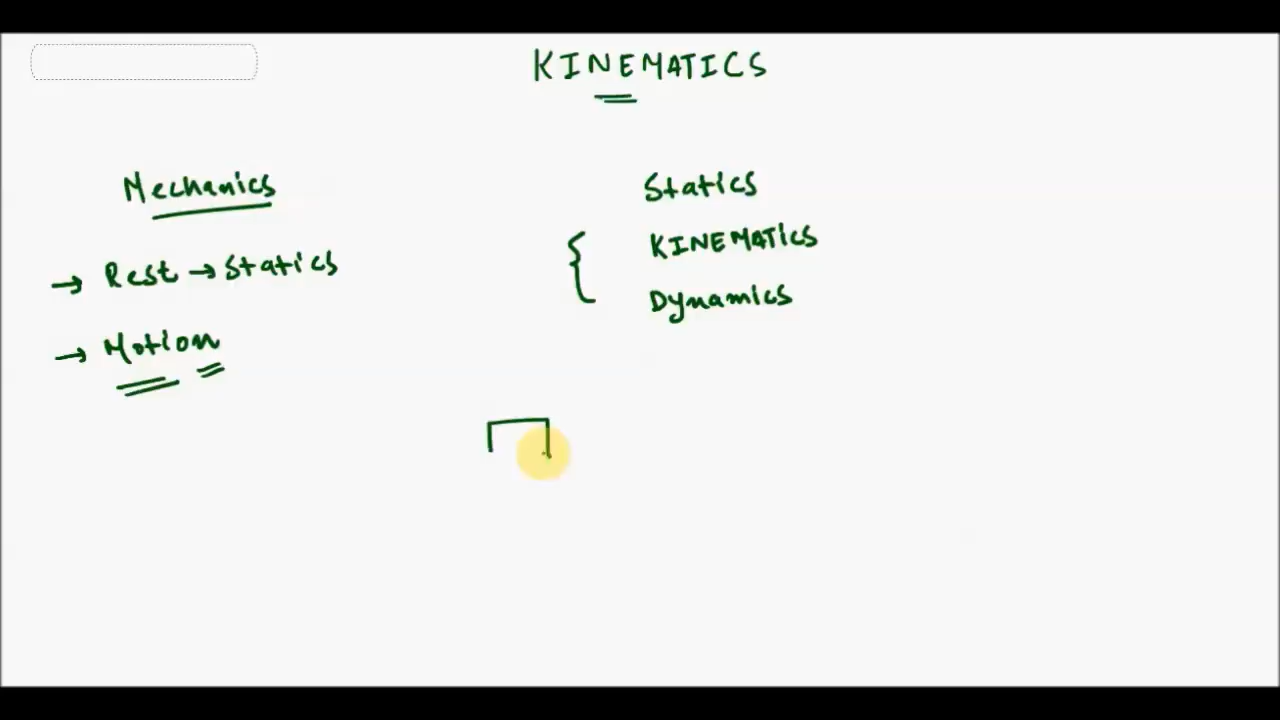 KINEMATICS
Mechanics
→ Rest → Statics
→ Motion
Statics
{ KINEMATICS
Dynamics